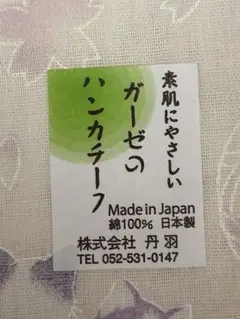 素肌にやさしい
ガーゼの
ハンカチーフ
Made in Japan
綿100% 日本製
株式会社 丹羽
TEL 052-531-0147